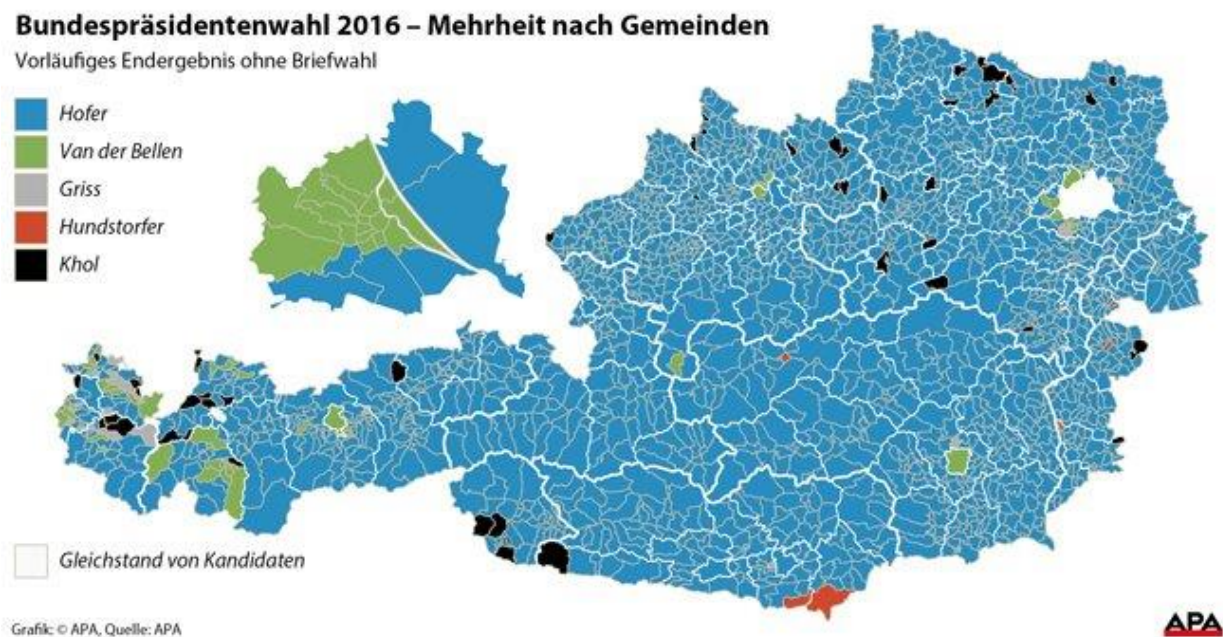 Bundespräsidentenwahl 2016 – Mehrheit nach Gemeinden
Vorläufiges Endergebnis ohne Briefwahl
Hofer
Van der Bellen
Griss
Hundstorfer
Khol
Gleichstand von Kandidaten
Grafik: © APA, Quelle: APA
APA